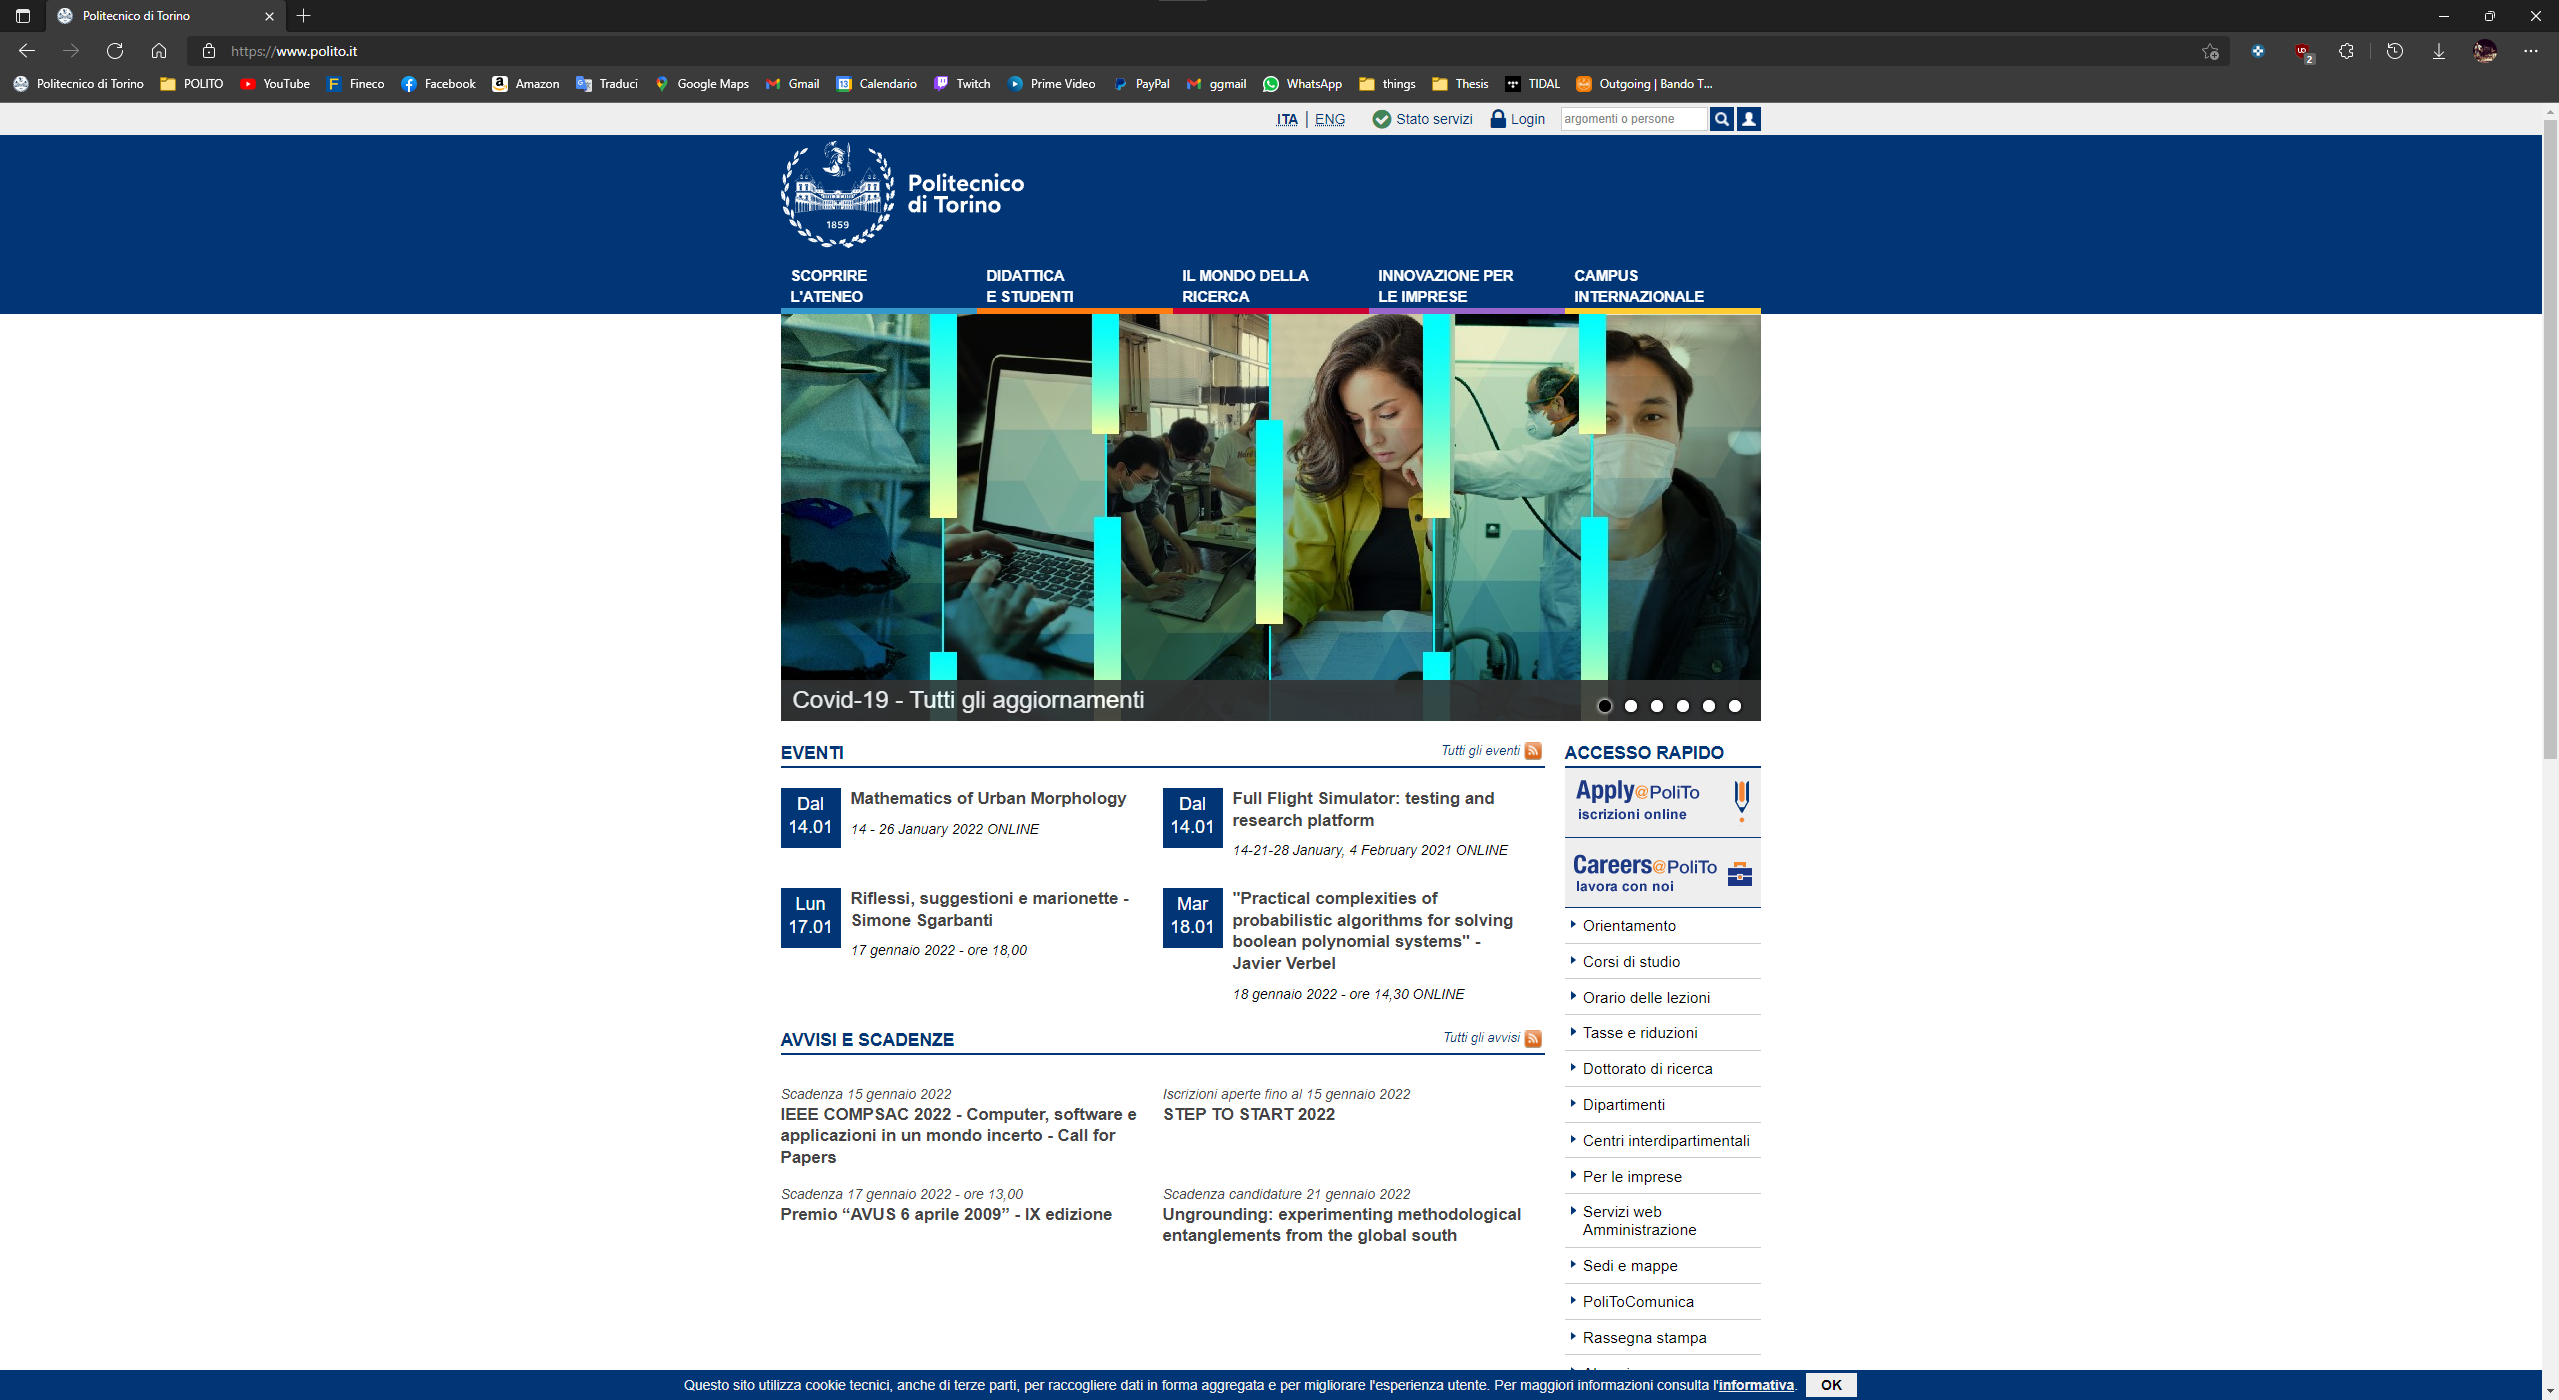 Politecnico di Torino
https://www.polito.it
2
Politecnico di Torino POLITO YouTube Fineco Facebook Amazon Traduci Google Maps Gmail Calendario Twitch Prime Video PayPal ggmail WhatsApp things Thesis TIDAL Outgoing | Bando T...
ITA | ENG Stato servizi Login argomenti o persone
Politecnico
di Torino
1859
SCOPRIRE
L'ATENEO
DIDATTICA
E STUDENTI
IL MONDO DELLA
RICERCA
INNOVAZIONE PER
LE IMPRESE
CAMPUS
INTERNAZIONALE
Covid-19 - Tutti gli aggiornamenti
EVENTI
Tutti gli eventi
Dal
14.01
Mathematics of Urban Morphology
14 - 26 January 2022 ONLINE
Dal
14.01
Full Flight Simulator: testing and
research platform
14-21-28 January, 4 February 2021 ONLINE
Lun
17.01
Riflessi, suggestioni e marionette -
Simone Sgarbanti
17 gennaio 2022 - ore 18,00
Mar
18.01
"Practical complexities of
probabilistic algorithms for solving
boolean polynomial systems" -
Javier Verbel
18 gennaio 2022 - ore 14,30 ONLINE
AVVISI E SCADENZE
Tutti gli avvisi
Scadenza 15 gennaio 2022
IEEE COMPSAC 2022 - Computer, software e
applicazioni in un mondo incerto - Call for
Papers
Iscrizioni aperte fino al 15 gennaio 2022
STEP TO START 2022
Scadenza 17 gennaio 2022 - ore 13,00
Premio “AVUS 6 aprile 2009” - IX edizione
Scadenza candidature 21 gennaio 2022
Ungrounding: experimenting methodological
entanglements from the global south
ACCESSO RAPIDO
Apply@PoliTo
iscrizioni online
Careers@PoliTo
lavora con noi
Orientamento
Corsi di studio
Orario delle lezioni
Tasse e riduzioni
Dottorato di ricerca
Dipartimenti
Centri interdipartimentali
Per le imprese
Servizi web
Amministrazione
Sedi e mappe
PoliToComunica
Rassegna stampa
Questo sito utilizza cookie tecnici, anche di terze parti, per raccogliere dati in forma aggregata e per migliorare l'esperienza utente. Per maggiori informazioni consulta l'informativa. OK